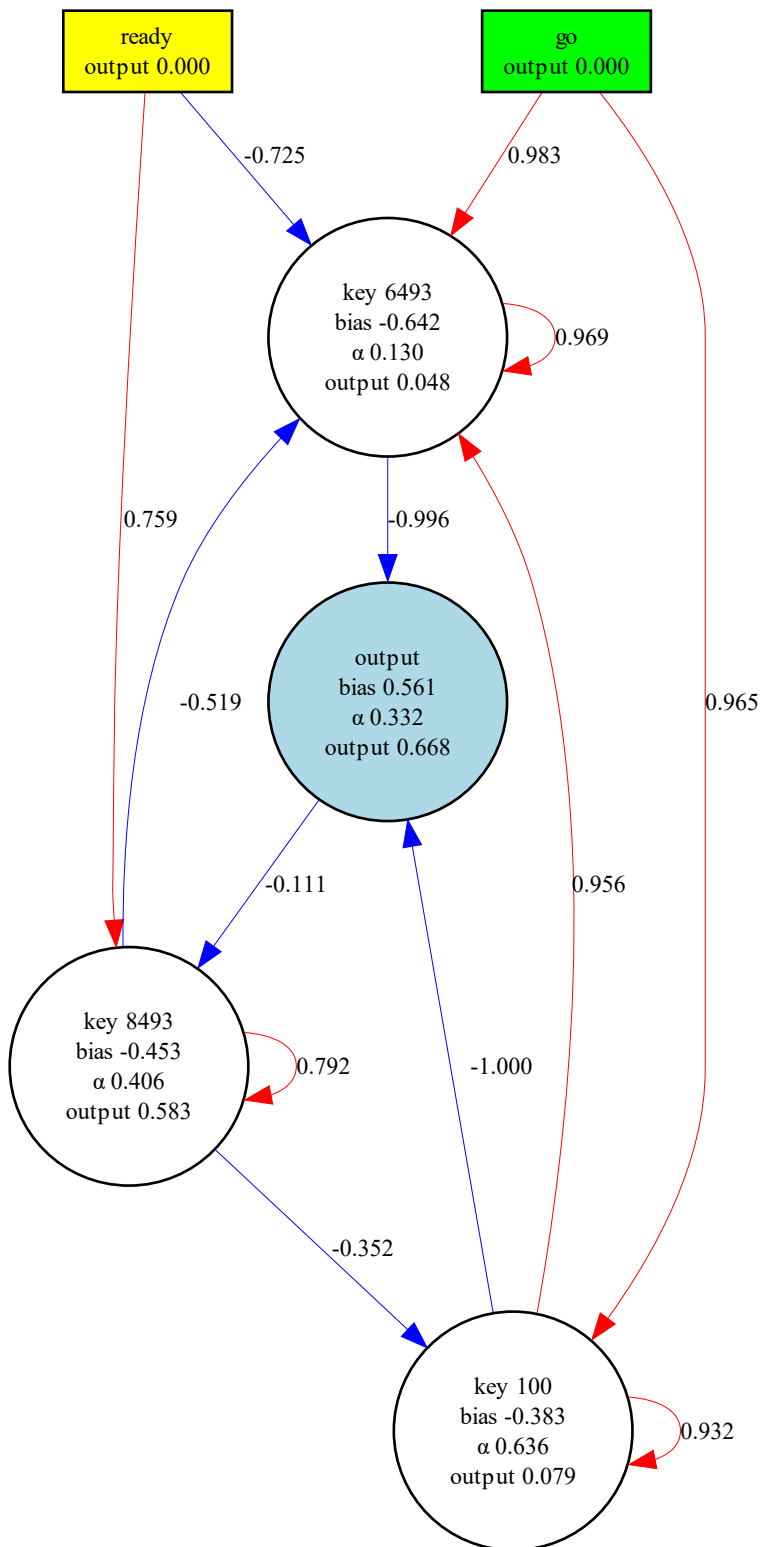 ready
output 0.000
go
output 0.000
-0.725
0.983
key 6493
bias -0.642
α 0.130
output 0.048
0.969
0.759
-0.996
output
bias 0.561
α 0.332
output 0.668
-0.519
0.965
-0.111
0.956
key 8493
bias -0.453
α 0.406
output 0.583
0.792
-1.000
-0.352
key 100
bias -0.383
α 0.636
output 0.079
0.932